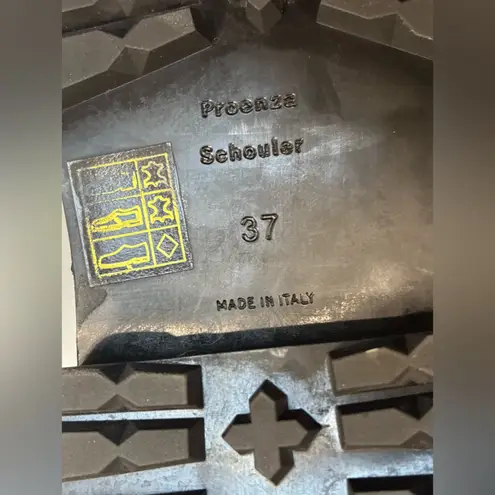 Proenza
Schouler
37
MADE IN ITALY